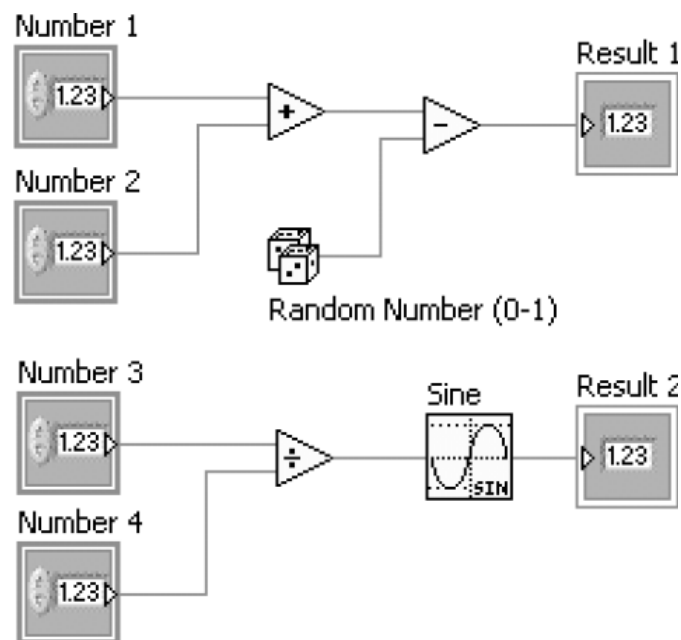 Number 1
1.23
+
-
Result 1
1.23
Number 2
1.23
Random Number (0-1)
Number 3
1.23
÷
Sine
SIN
Result 2
1.23
Number 4
1.23